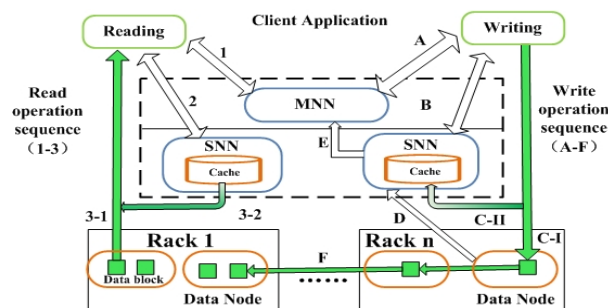 Client Application
Reading
Writing
1
A
Read
operation
sequence
（1-3）
2
MNN
B
Write
operation
sequence
（A-F）
E
SNN
Cache
SNN
Cache
3-1
3-2
D
C-II
C-I
Rack 1
Rack n
F
Data block
Data Node
......
Data Node